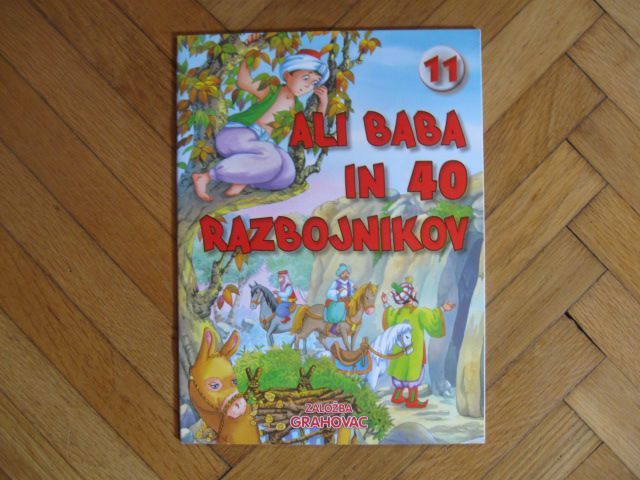 11
ALI BABA
IN 40
RAZBOJNIKOV
ZALOŽBA
GRAHOVAC